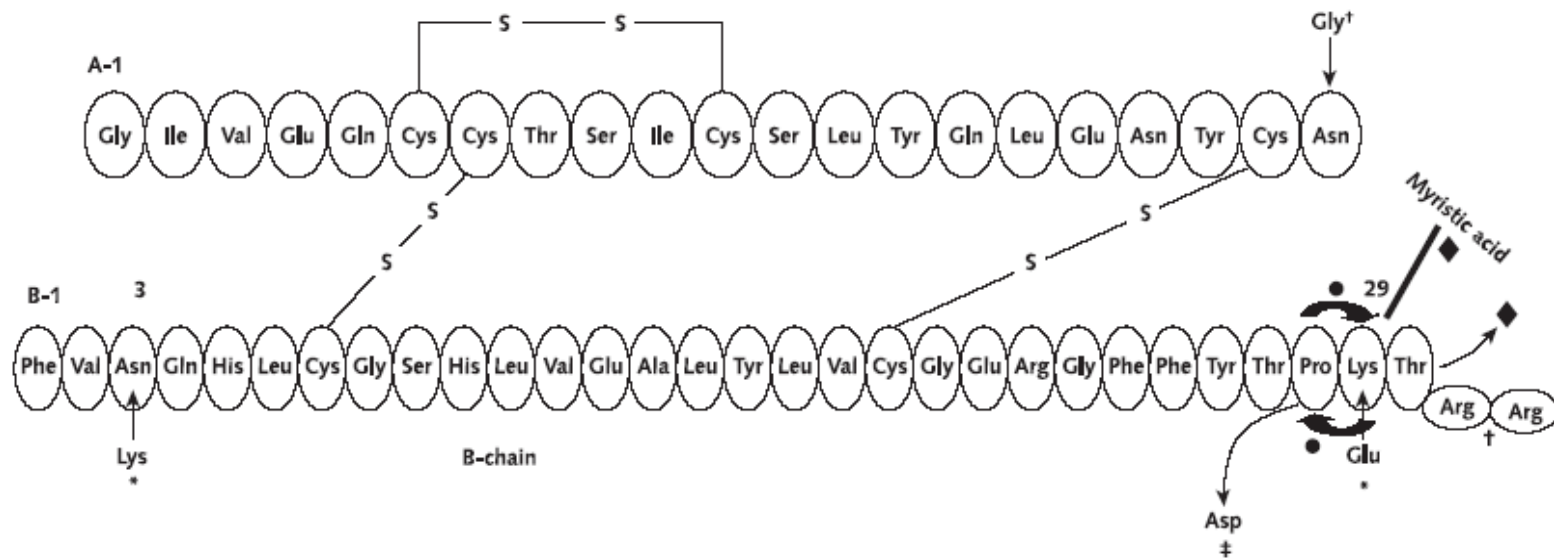 S S
Gly†
A-1
Gly Ile Val Glu Gln Cys Cys Thr Ser Ile Cys Ser Leu Tyr Gln Leu Glu Asn Tyr Cys Asn
Myristic acid
S S
S S
B-1 3 29
Phe Val Asn Gln His Leu Cys Gly Ser His Leu Val Glu Ala Leu Tyr Leu Val Cys Gly Glu Arg Gly Phe Phe Tyr Thr Pro Lys Thr
Arg Arg
†
Lys B-chain Glu
* *
Asp
‡